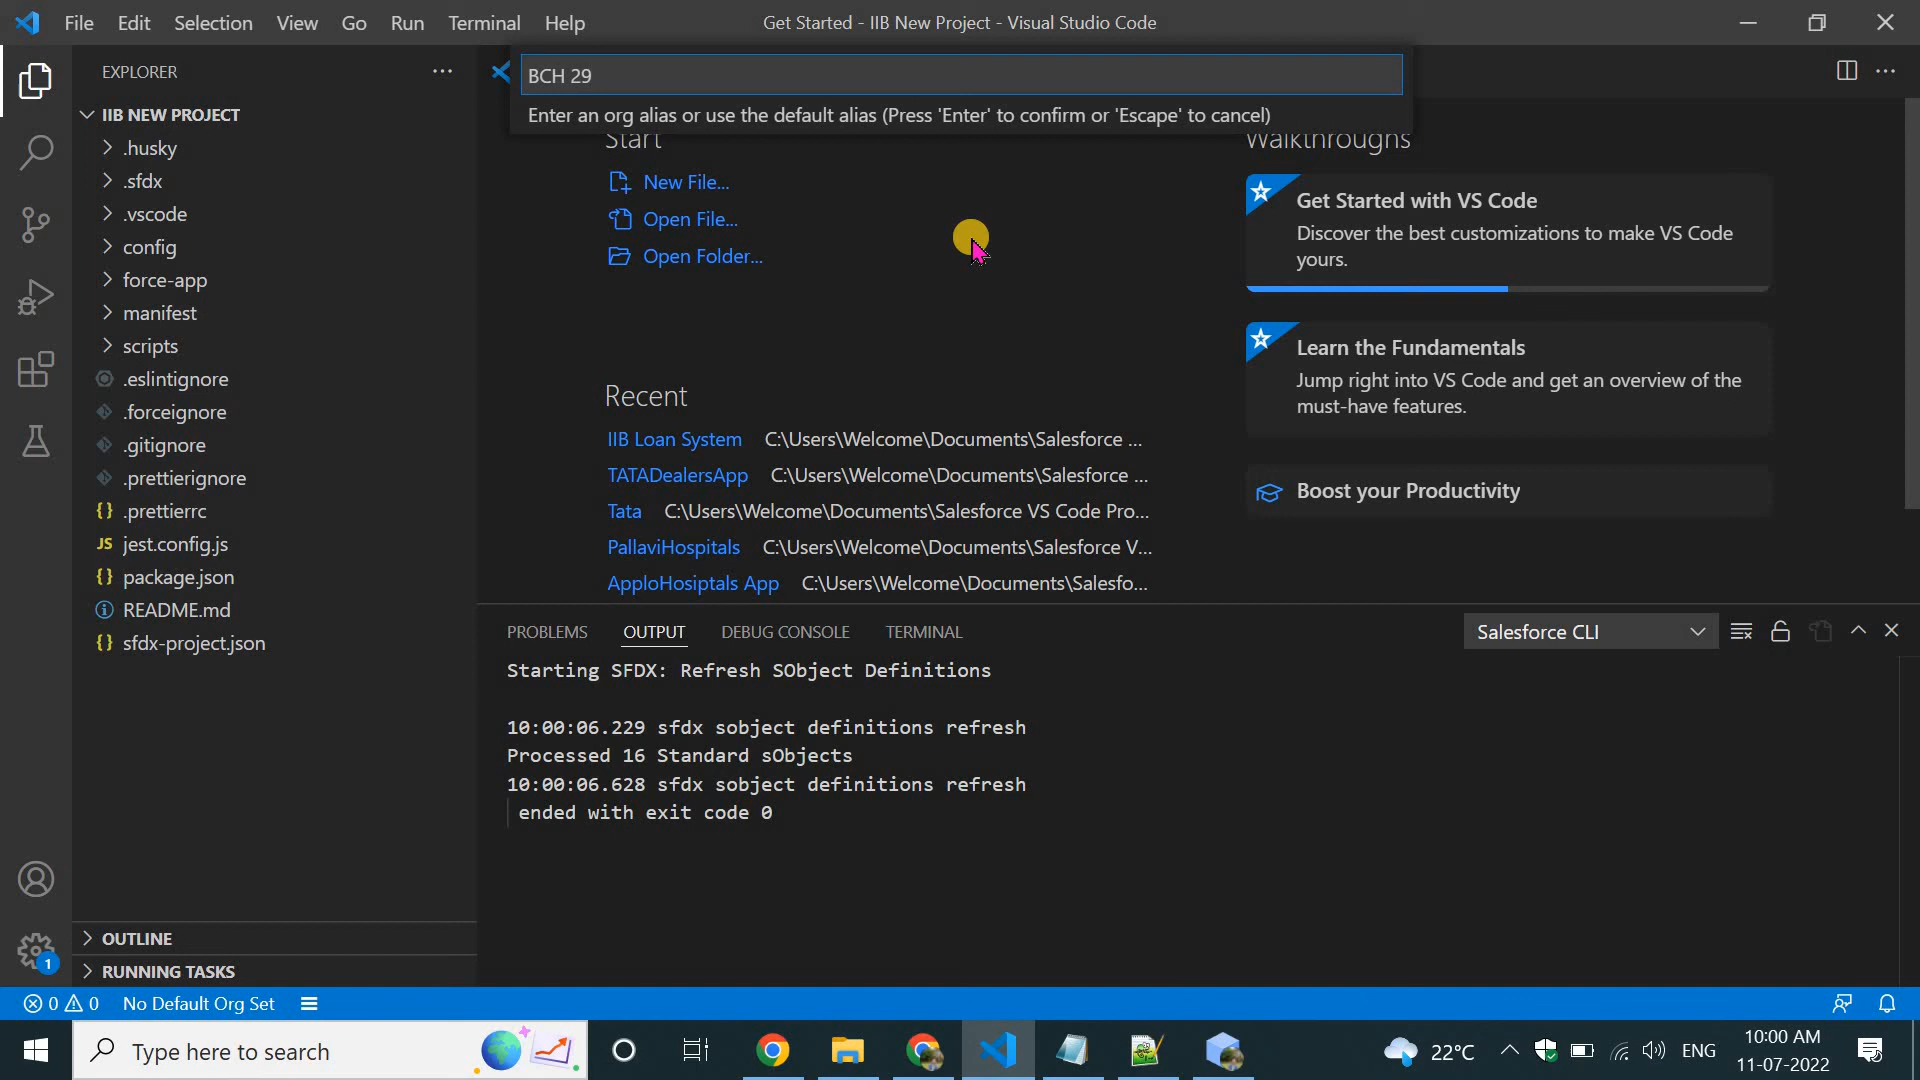 File Edit Selection View Go Run Terminal Help
Get Started - IIB New Project - Visual Studio Code
EXPLORER
BCH 29
Enter an org alias or use the default alias (Press 'Enter' to confirm or 'Escape' to cancel)
IIB NEW PROJECT
.husky
.sfdx
.vscode
config
force-app
manifest
scripts
.eslintignore
.forceignore
.gitignore
.prettierignore
.prettierrc
JS jest.config.js
package.json
README.md
sfdx-project.json
OUTLINE
RUNNING TASKS
Start
New File...
Open File...
Open Folder...
Recent
IIB Loan System C:\Users\Welcome\Documents\Salesforce ...
TATADealersApp C:\Users\Welcome\Documents\Salesforce ...
Tata C:\Users\Welcome\Documents\Salesforce VS Code Pro...
PallaviHospitals C:\Users\Welcome\Documents\Salesforce V...
ApploHosiptals App C:\Users\Welcome\Documents\Salesfo...
Walkthroughs
Get Started with VS Code
Discover the best customizations to make VS Code
yours.
Learn the Fundamentals
Jump right into VS Code and get an overview of the
must-have features.
Boost your Productivity
PROBLEMS OUTPUT DEBUG CONSOLE TERMINAL
Salesforce CLI
Starting SFDX: Refresh SObject Definitions
10:00:06.229 sfdx sobject definitions refresh
Processed 16 Standard sObjects
10:00:06.628 sfdx sobject definitions refresh
ended with exit code 0
1
0 0 No Default Org Set
Type here to search
22°C
ENG
10:00 AM
11-07-2022